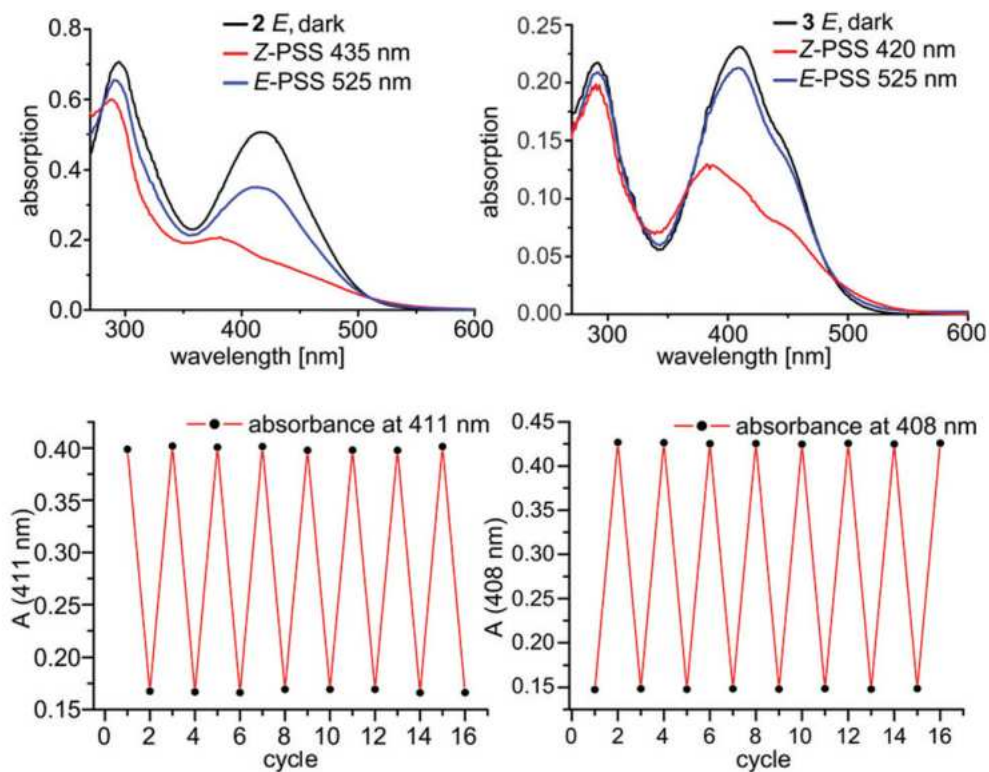 2 E, dark
Z-PSS 435 nm
E-PSS 525 nm
absorption
0.8
0.6
0.4
0.2
0.0
300 400 500 600
wavelength [nm]
3 E, dark
Z-PSS 420 nm
E-PSS 525 nm
absorption
0.25
0.20
0.15
0.10
0.05
0.00
300 400 500 600
wavelength [nm]
absorbance at 411 nm
A (411 nm)
0.40
0.35
0.30
0.25
0.20
0.15
0 2 4 6 8 10 12 14 16
cycle
absorbance at 408 nm
A (408 nm)
0.45
0.40
0.35
0.30
0.25
0.20
0.15
0 2 4 6 8 10 12 14 16
cycle